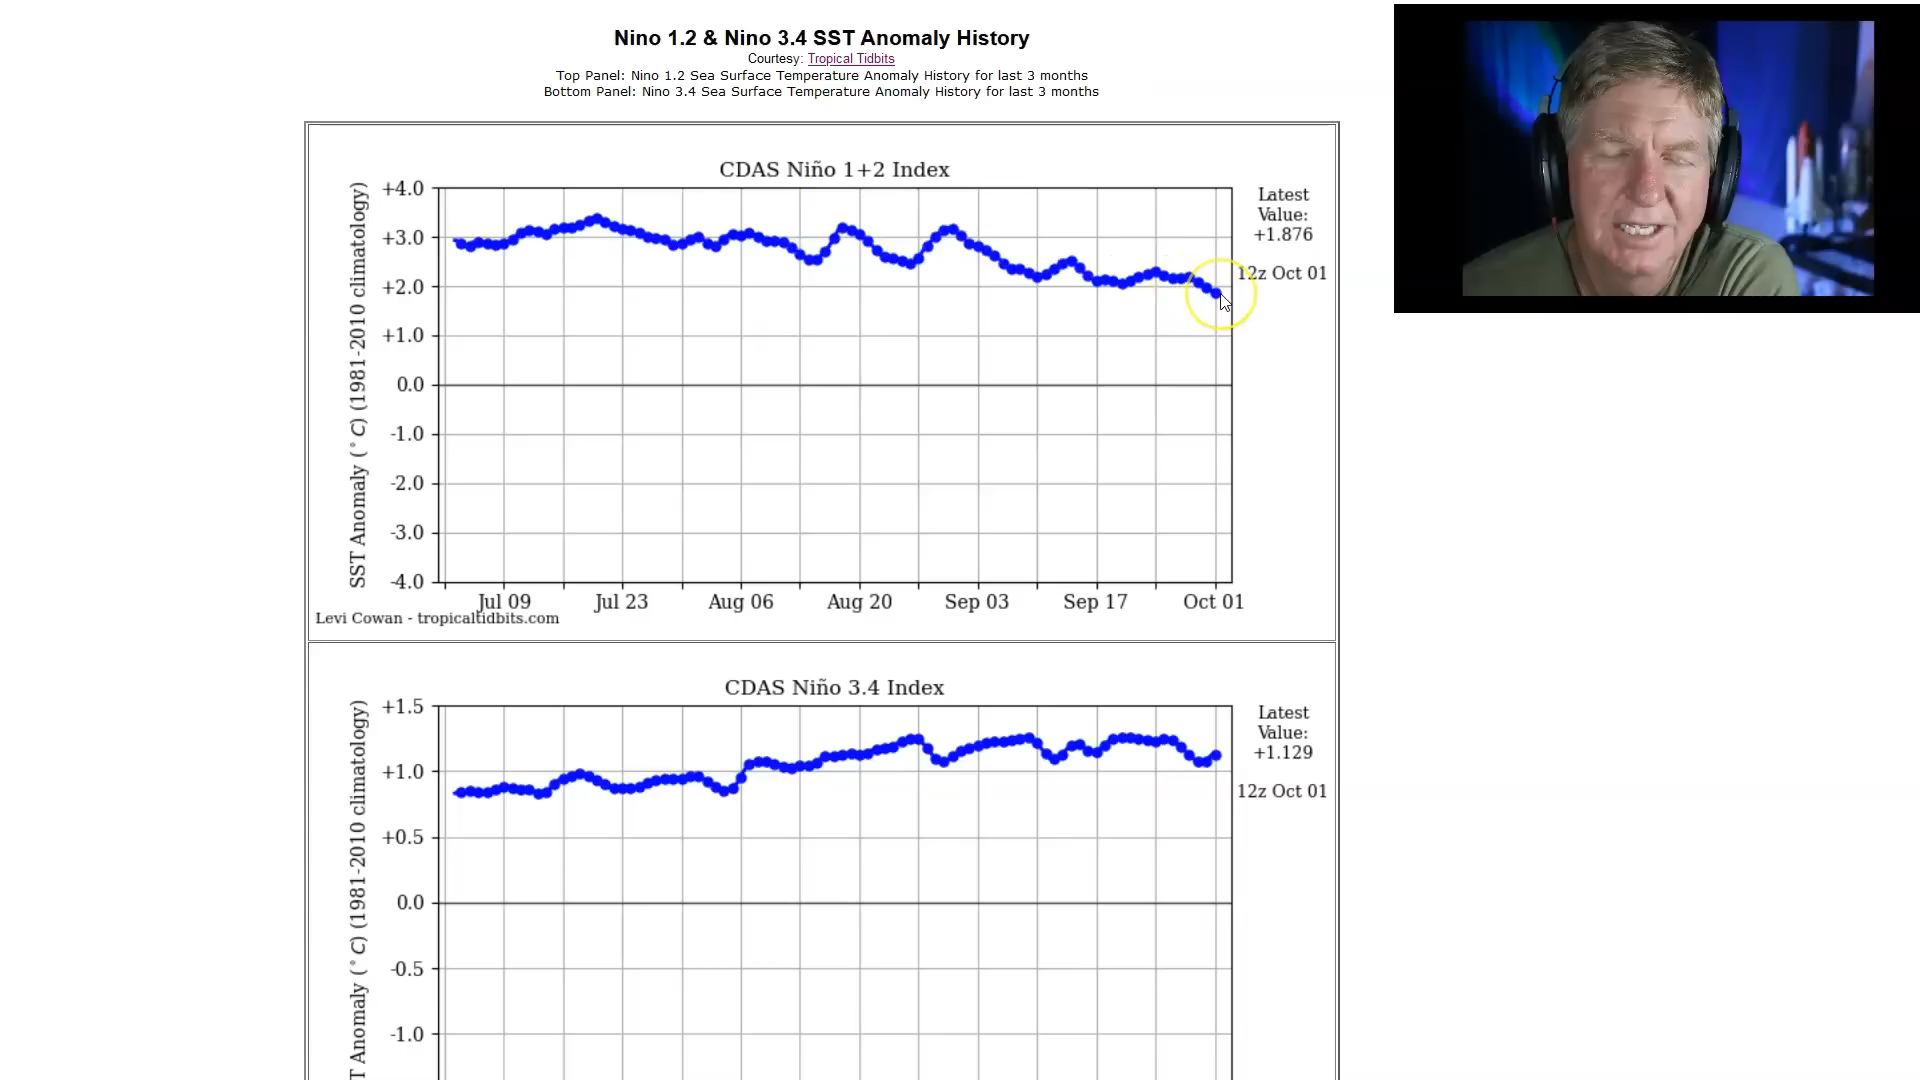 Nino 1.2 & Nino 3.4 SST Anomaly History
Courtesy: Tropical Tidbits
Top Panel: Nino 1.2 Sea Surface Temperature Anomaly History for last 3 months
Bottom Panel: Nino 3.4 Sea Surface Temperature Anomaly History for last 3 months
CDAS Niño 1+2 Index
SST Anomaly (°C) (1981-2010 climatology)
+4.0
+3.0
+2.0
+1.0
0.0
-1.0
-2.0
-3.0
-4.0
Latest
Value:
+1.876
12z Oct 01
Jul 09 Jul 23 Aug 06 Aug 20 Sep 03 Sep 17 Oct 01
Levi Cowan - tropicaltidbits.com
CDAS Niño 3.4 Index
T Anomaly (°C) (1981-2010 climatology)
+1.5
+1.0
+0.5
0.0
-0.5
-1.0
Latest
Value:
+1.129
12z Oct 01